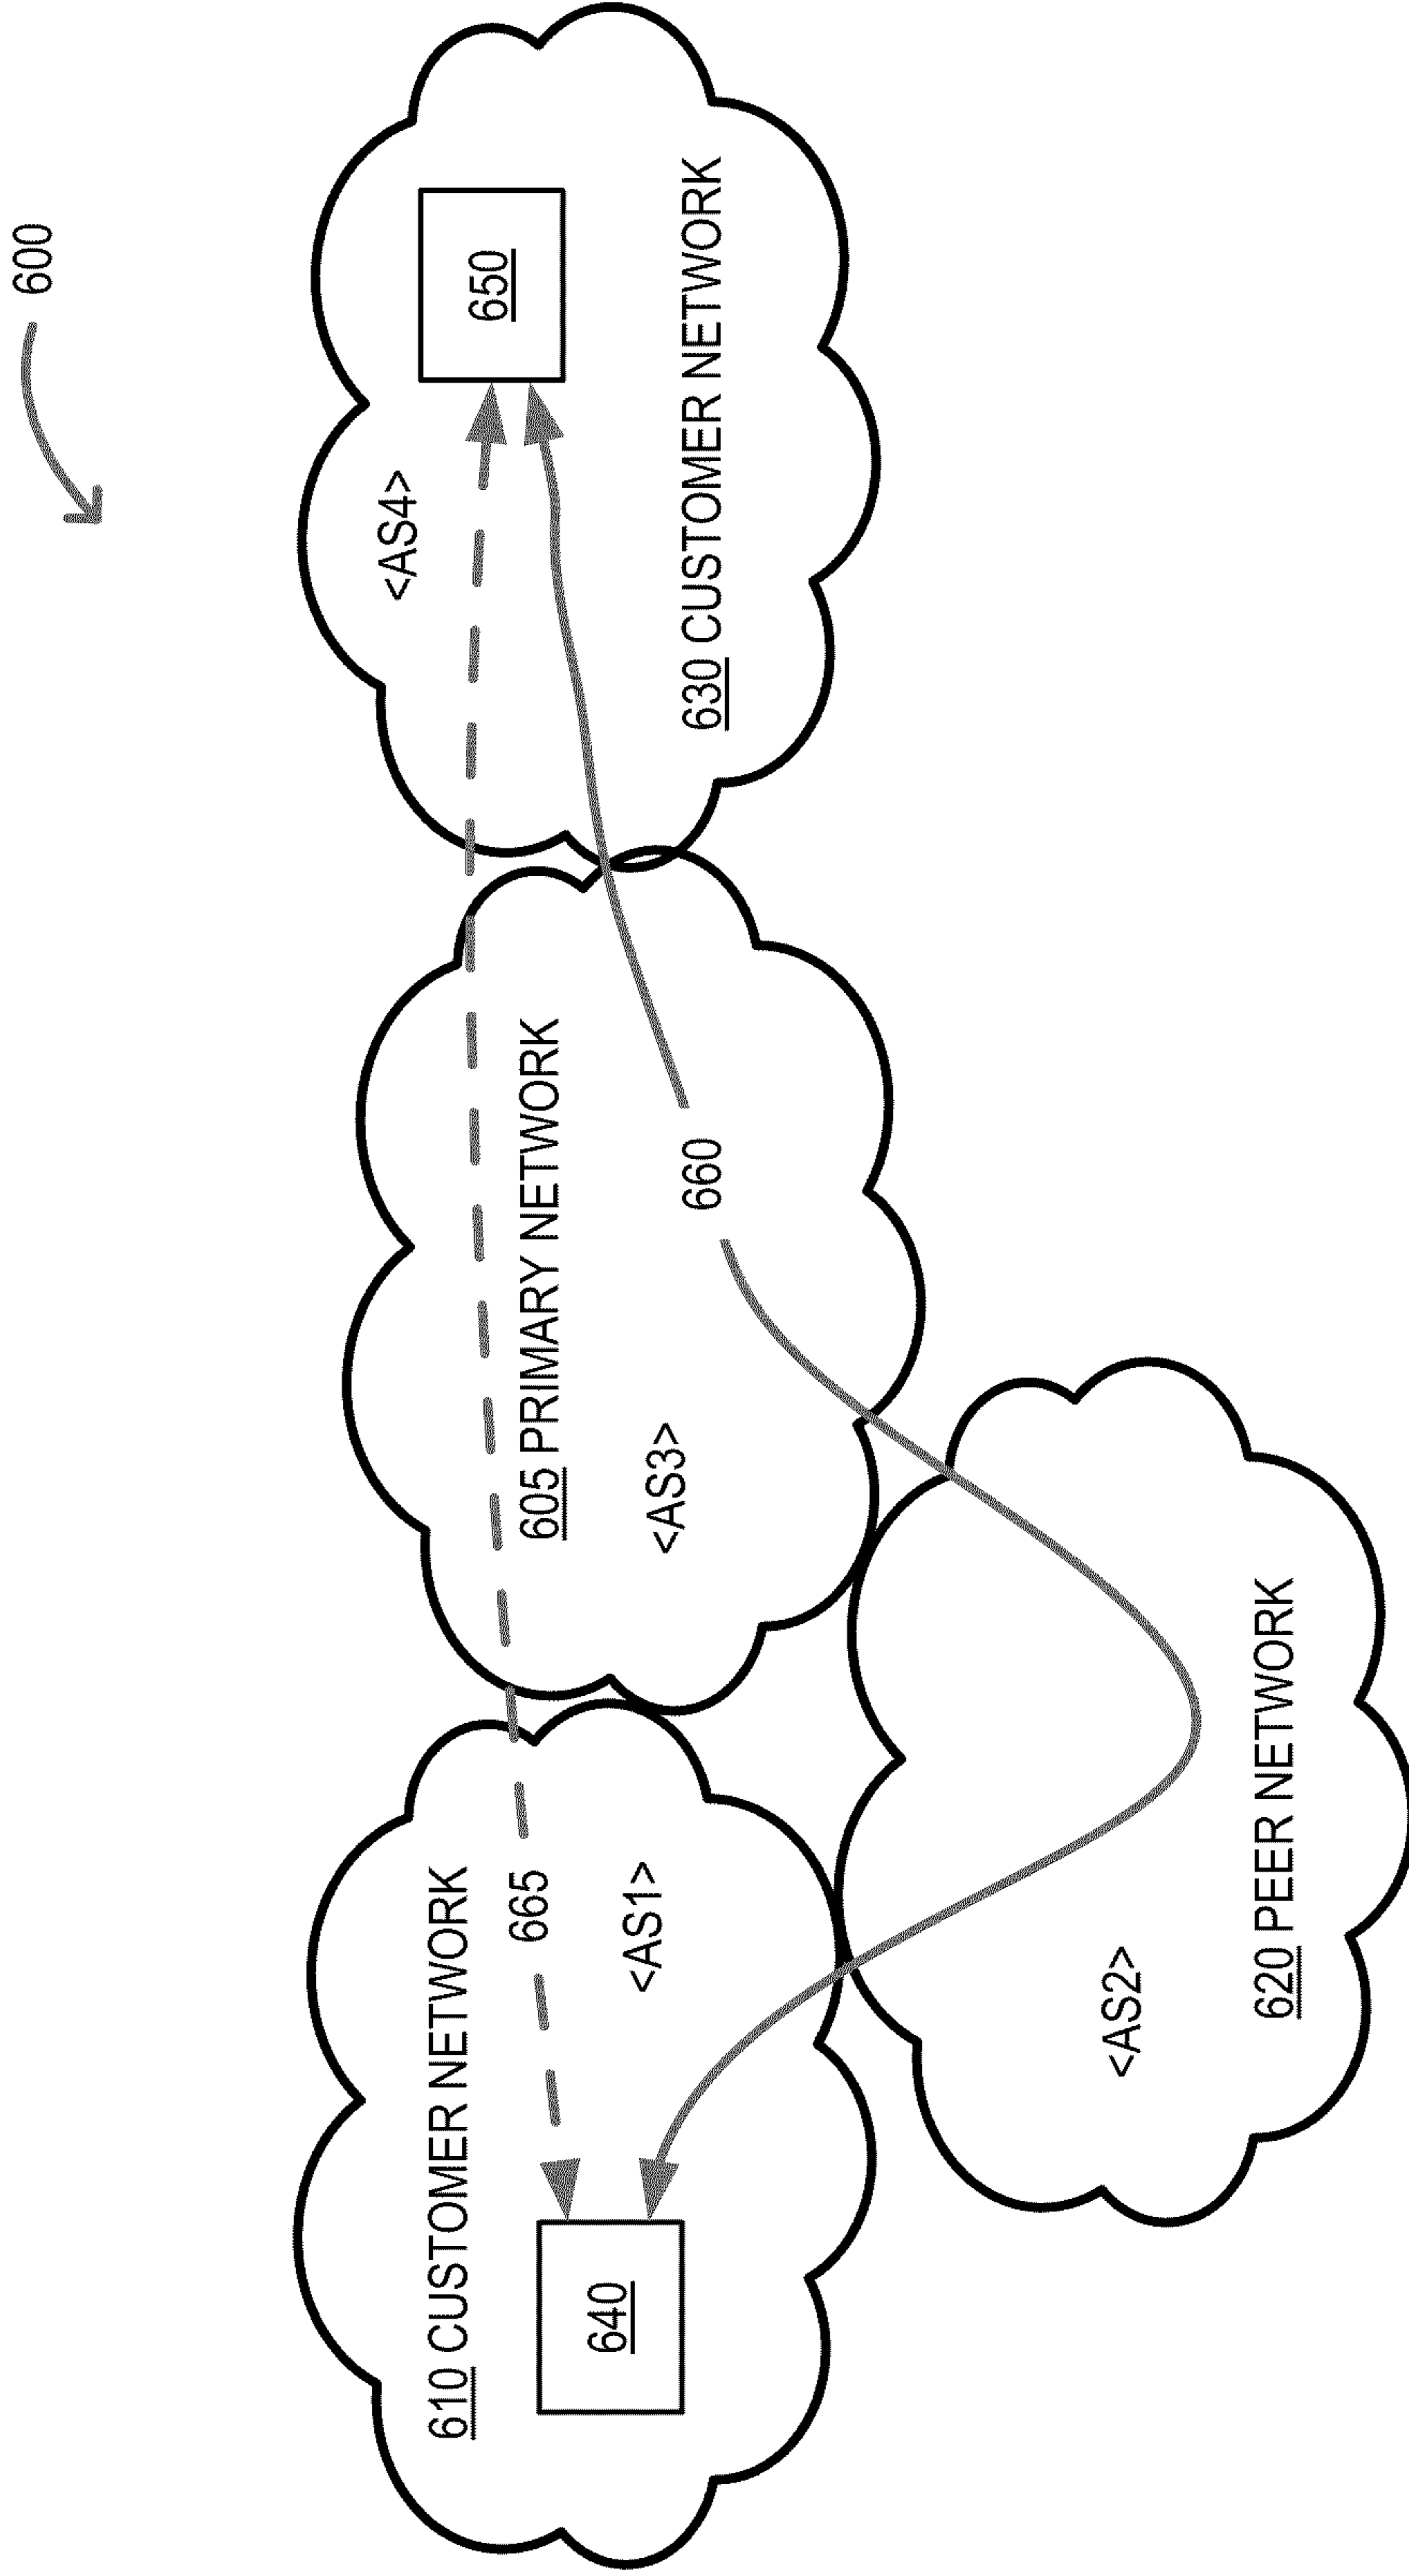 600
610 CUSTOMER NETWORK
665
<AS1>
640
605 PRIMARY NETWORK
<AS3>
660
<AS4>
650
630 CUSTOMER NETWORK
<AS2>
620 PEER NETWORK